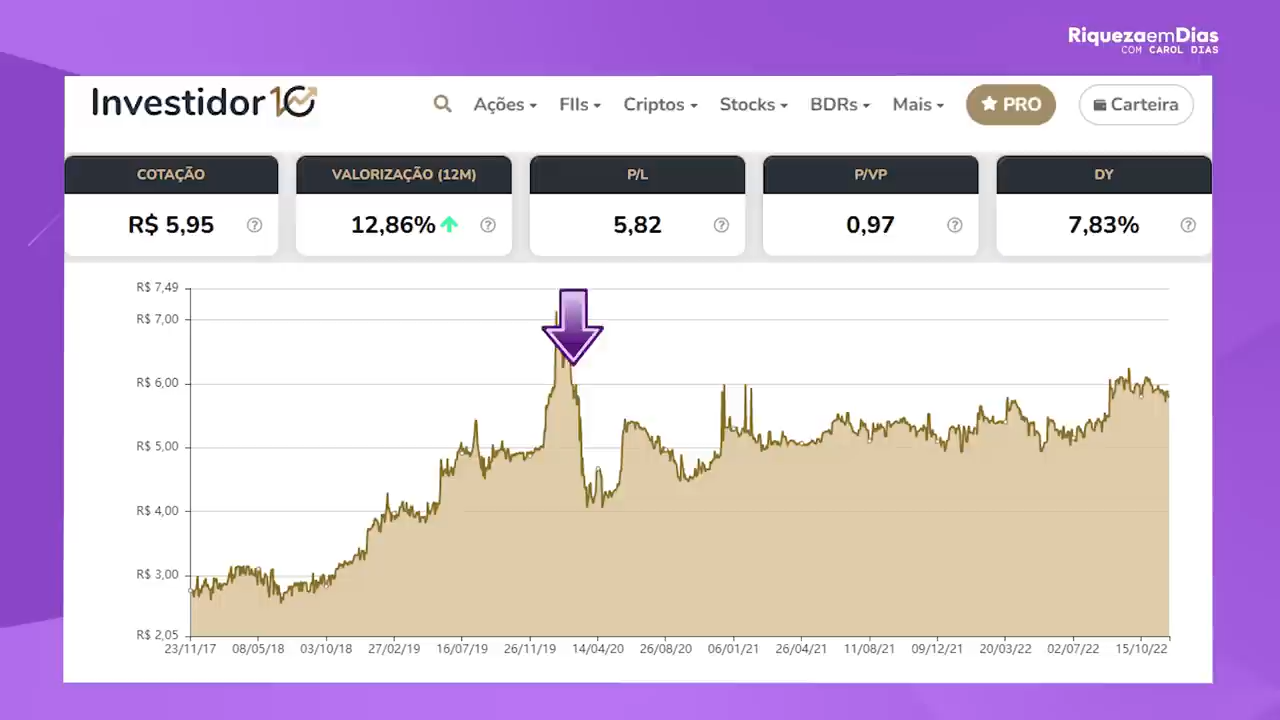 RiquezaemDias
COM CAROL DIAS
Investidor 10
Ações FIIs Criptos Stocks BDRs Mais PRO Carteira
COTAÇÃO VALORIZAÇÃO (12M) P/L P/VP DY
R$ 5,95 12,86% 5,82 0,97 7,83%
R$ 7,49
R$ 7,00
R$ 6,00
R$ 5,00
R$ 4,00
R$ 3,00
R$ 2,05
23/11/17 08/05/18 03/10/18 27/02/19 16/07/19 26/11/19 14/04/20 26/08/20 06/01/21 26/04/21 11/08/21 09/12/21 20/03/22 02/07/22 15/10/22